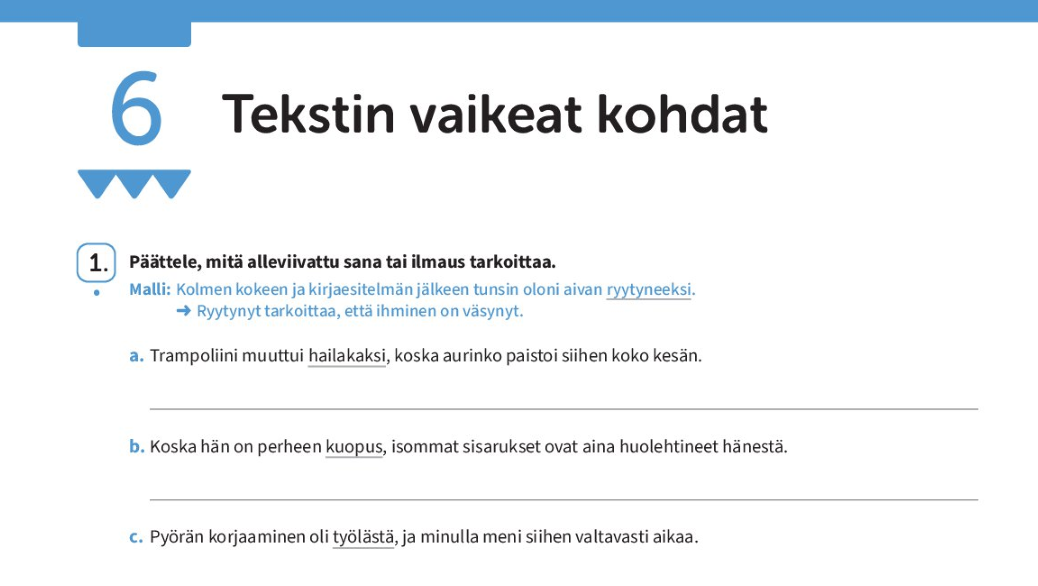 6
Tekstin vaikeat kohdat
1. Päättele, mitä alleviivattu sana tai ilmaus tarkoittaa.
Malli: Kolmen kokeen ja kirjaesitelmän jälkeen tunsin oloni aivan ryytyneeksi.
➜ Ryytynyt tarkoittaa, että ihminen on väsynyt.
a. Trampoliini muuttui hailakaksi, koska aurinko paistoi siihen koko kesän.
b. Koska hän on perheen kuopus, isommat sisarukset ovat aina huolehtineet hänestä.
c. Pyörän korjaaminen oli työlästä, ja minulla meni siihen valtavasti aikaa.